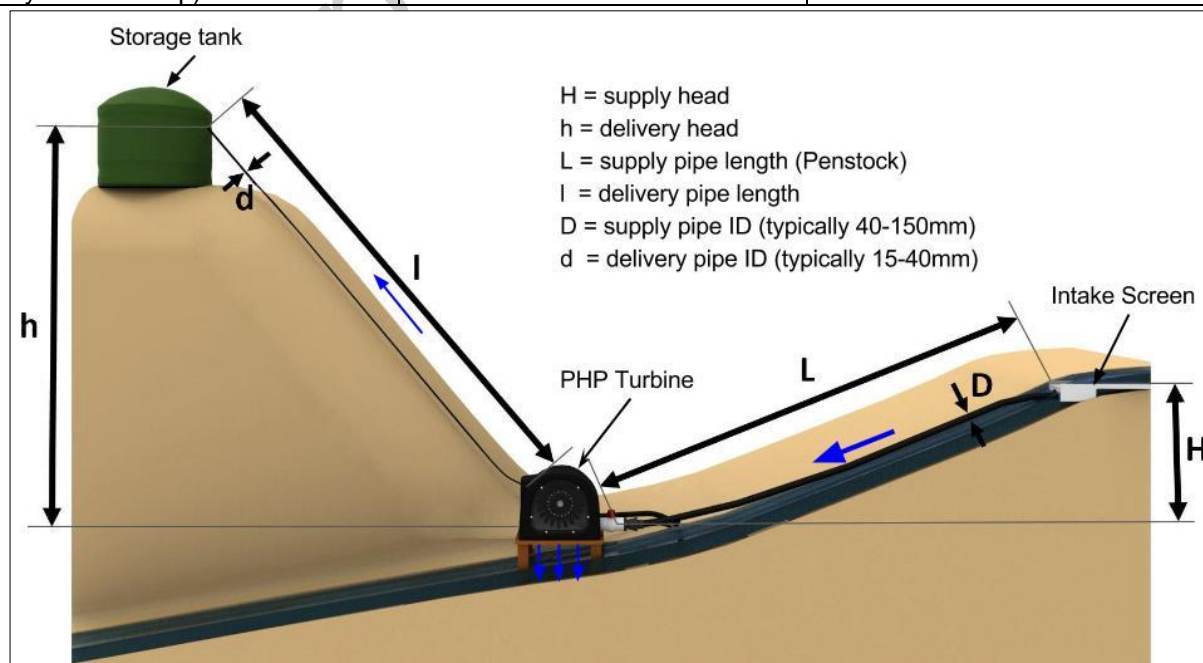 Storage tank
H = supply head
h = delivery head
L = supply pipe length (Penstock)
l = delivery pipe length
D = supply pipe ID (typically 40-150mm)
d = delivery pipe ID (typically 15-40mm)
d
l
h
PHP Turbine
L
D
Intake Screen
H